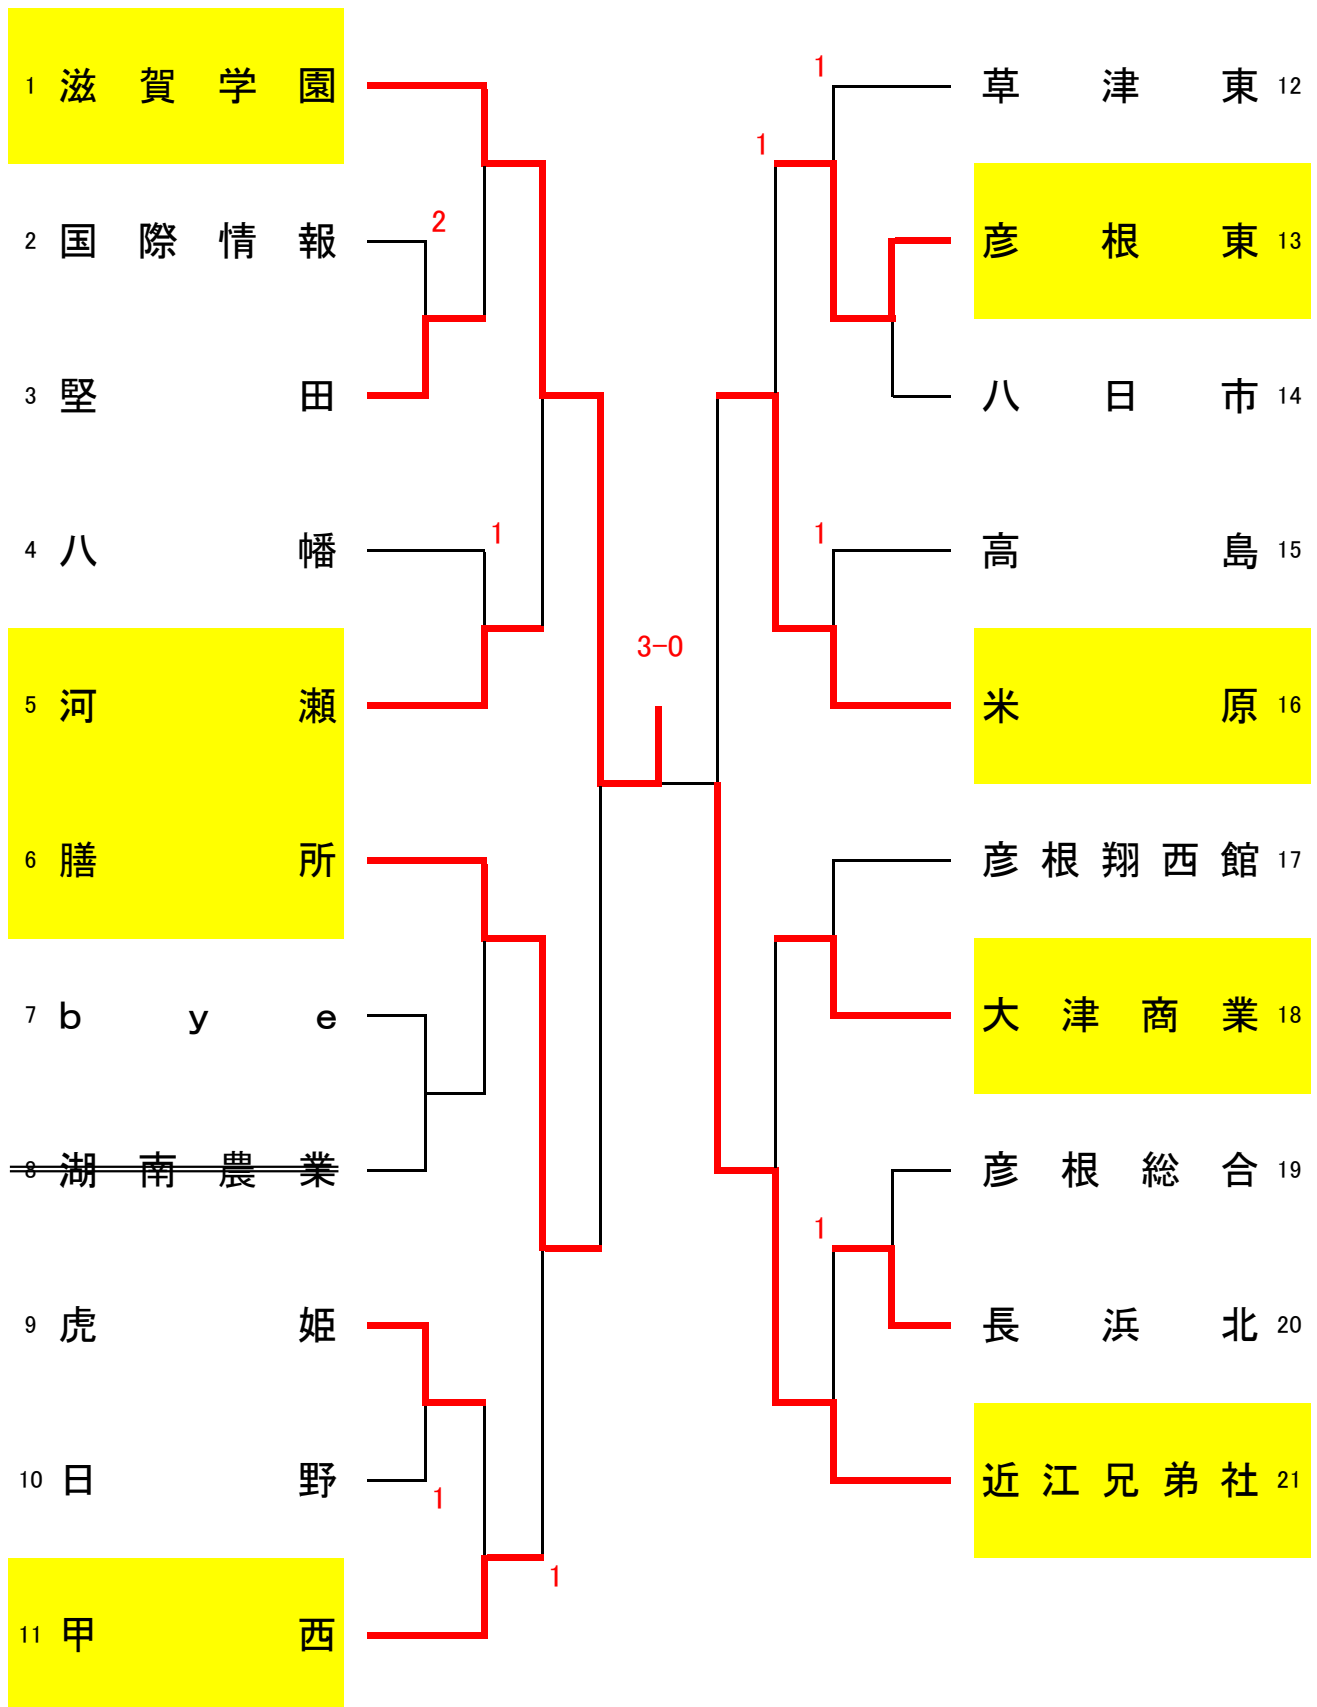 1 滋賀学園
2 国際情報
2
3 堅田
4 八幡
1
5 河瀬
6 膳所
7 ｂｙｅ
8 湖南農業
9 虎姫
10 日野
1
11 甲西
1
3-0
1
草津東 12
1
彦根東 13
八日市 14
1
高島 15
米原 16
彦根翔西館 17
大津商業 18
彦根総合 19
1
長浜北 20
近江兄弟社 21